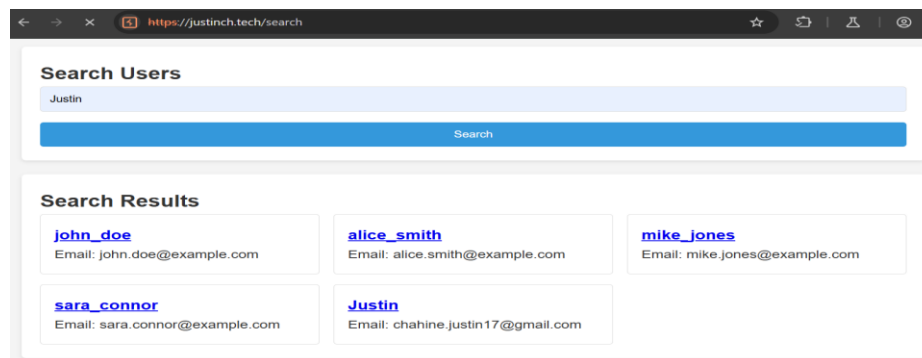 https://justinch.tech/search
Search Users
Justin
Search
Search Results
john_doe
Email: john.doe@example.com
alice_smith
Email: alice.smith@example.com
mike_jones
Email: mike.jones@example.com
sara_connor
Email: sara.connor@example.com
Justin
Email: chahine.justin17@gmail.com